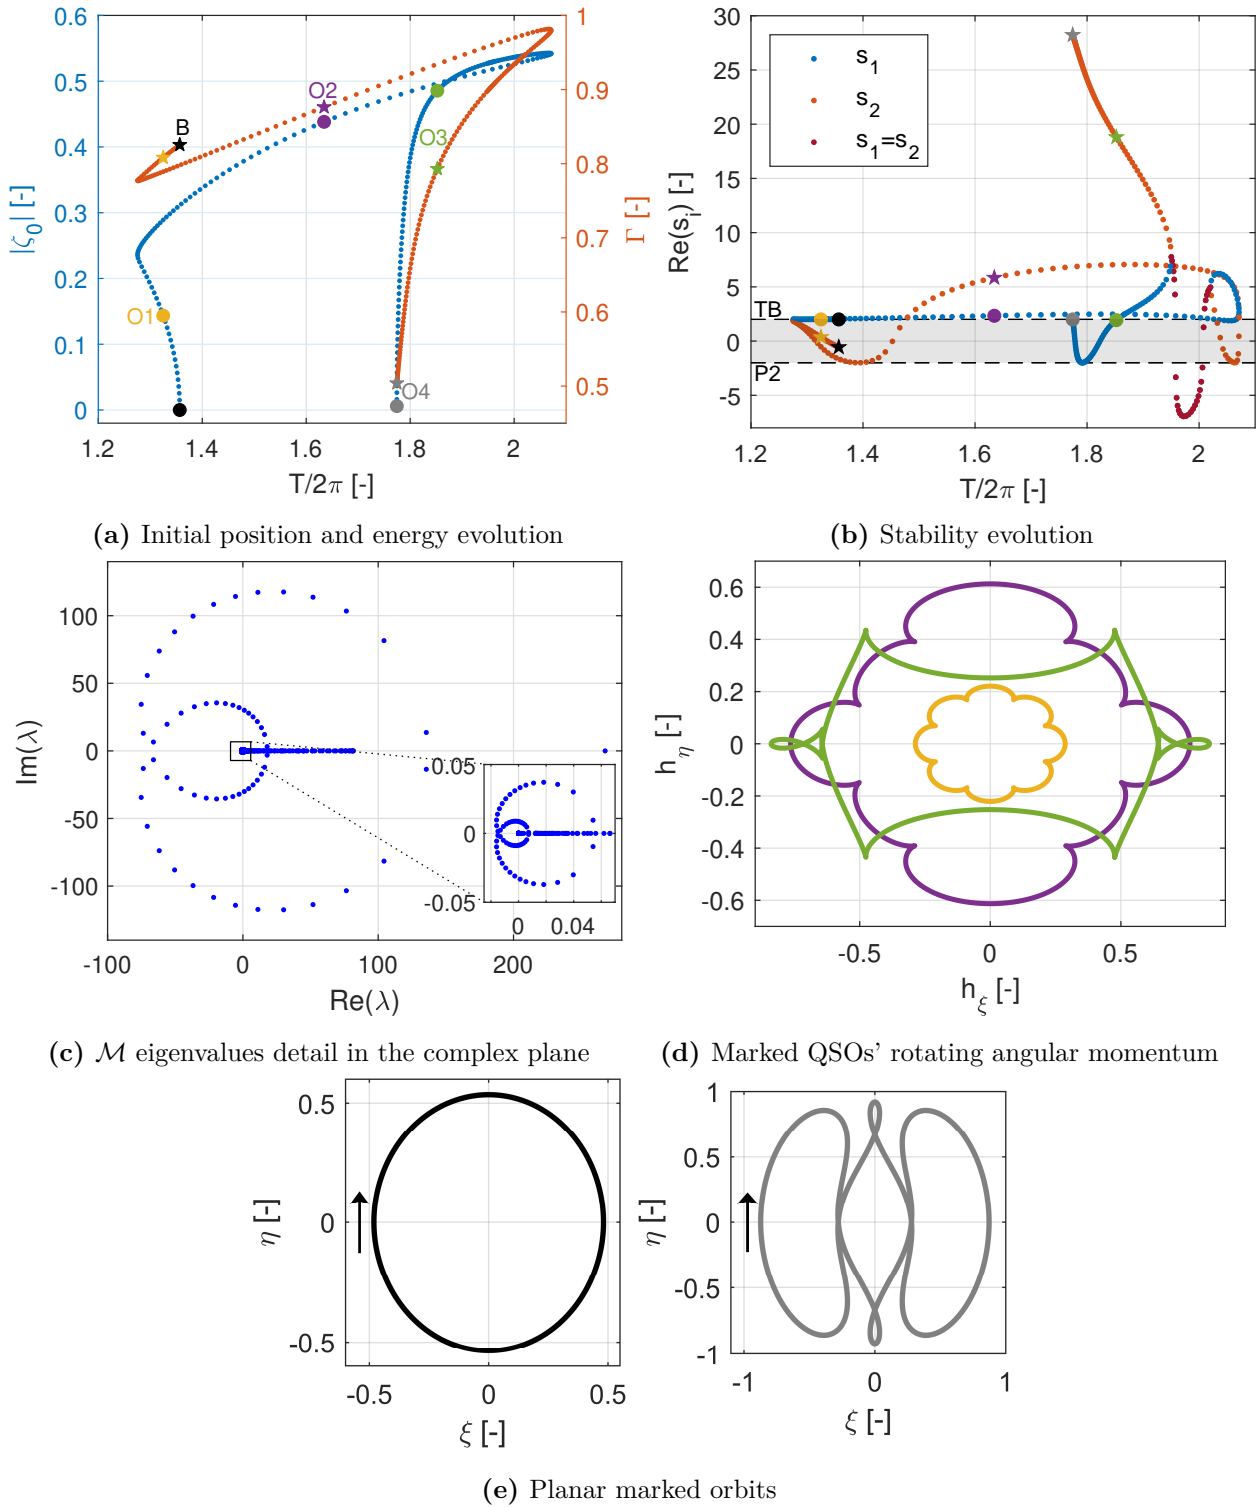 0.6
0.5
0.4
0.3
0.2
0.1
0
|ζ0| [-]
1
0.9
0.8
0.7
0.6
0.5
Γ [-]
B
O1
O2
O3
O4
1.2 1.4 1.6 1.8 2
T/2π [-]
(a) Initial position and energy evolution
30
25
20
15
10
5
0
-5
Re(s_i) [-]
s_1
s_2
s_1=s_2
TB
P2
1.2 1.4 1.6 1.8 2
T/2π [-]
(b) Stability evolution
100
50
0
-50
-100
Im(λ)
0.05
0
-0.05
0 0.04
-100 0 100 200
Re(λ)
(c) ℳ eigenvalues detail in the complex plane
0.6
0.4
0.2
0
-0.2
-0.4
-0.6
h_η [-]
-0.5 0 0.5
h_ξ [-]
(d) Marked QSOs' rotating angular momentum
0.5
0
-0.5
η [-]
-0.5 0 0.5
ξ [-]
1
0.5
0
-0.5
-1
η [-]
-1 0 1
ξ [-]
(e) Planar marked orbits